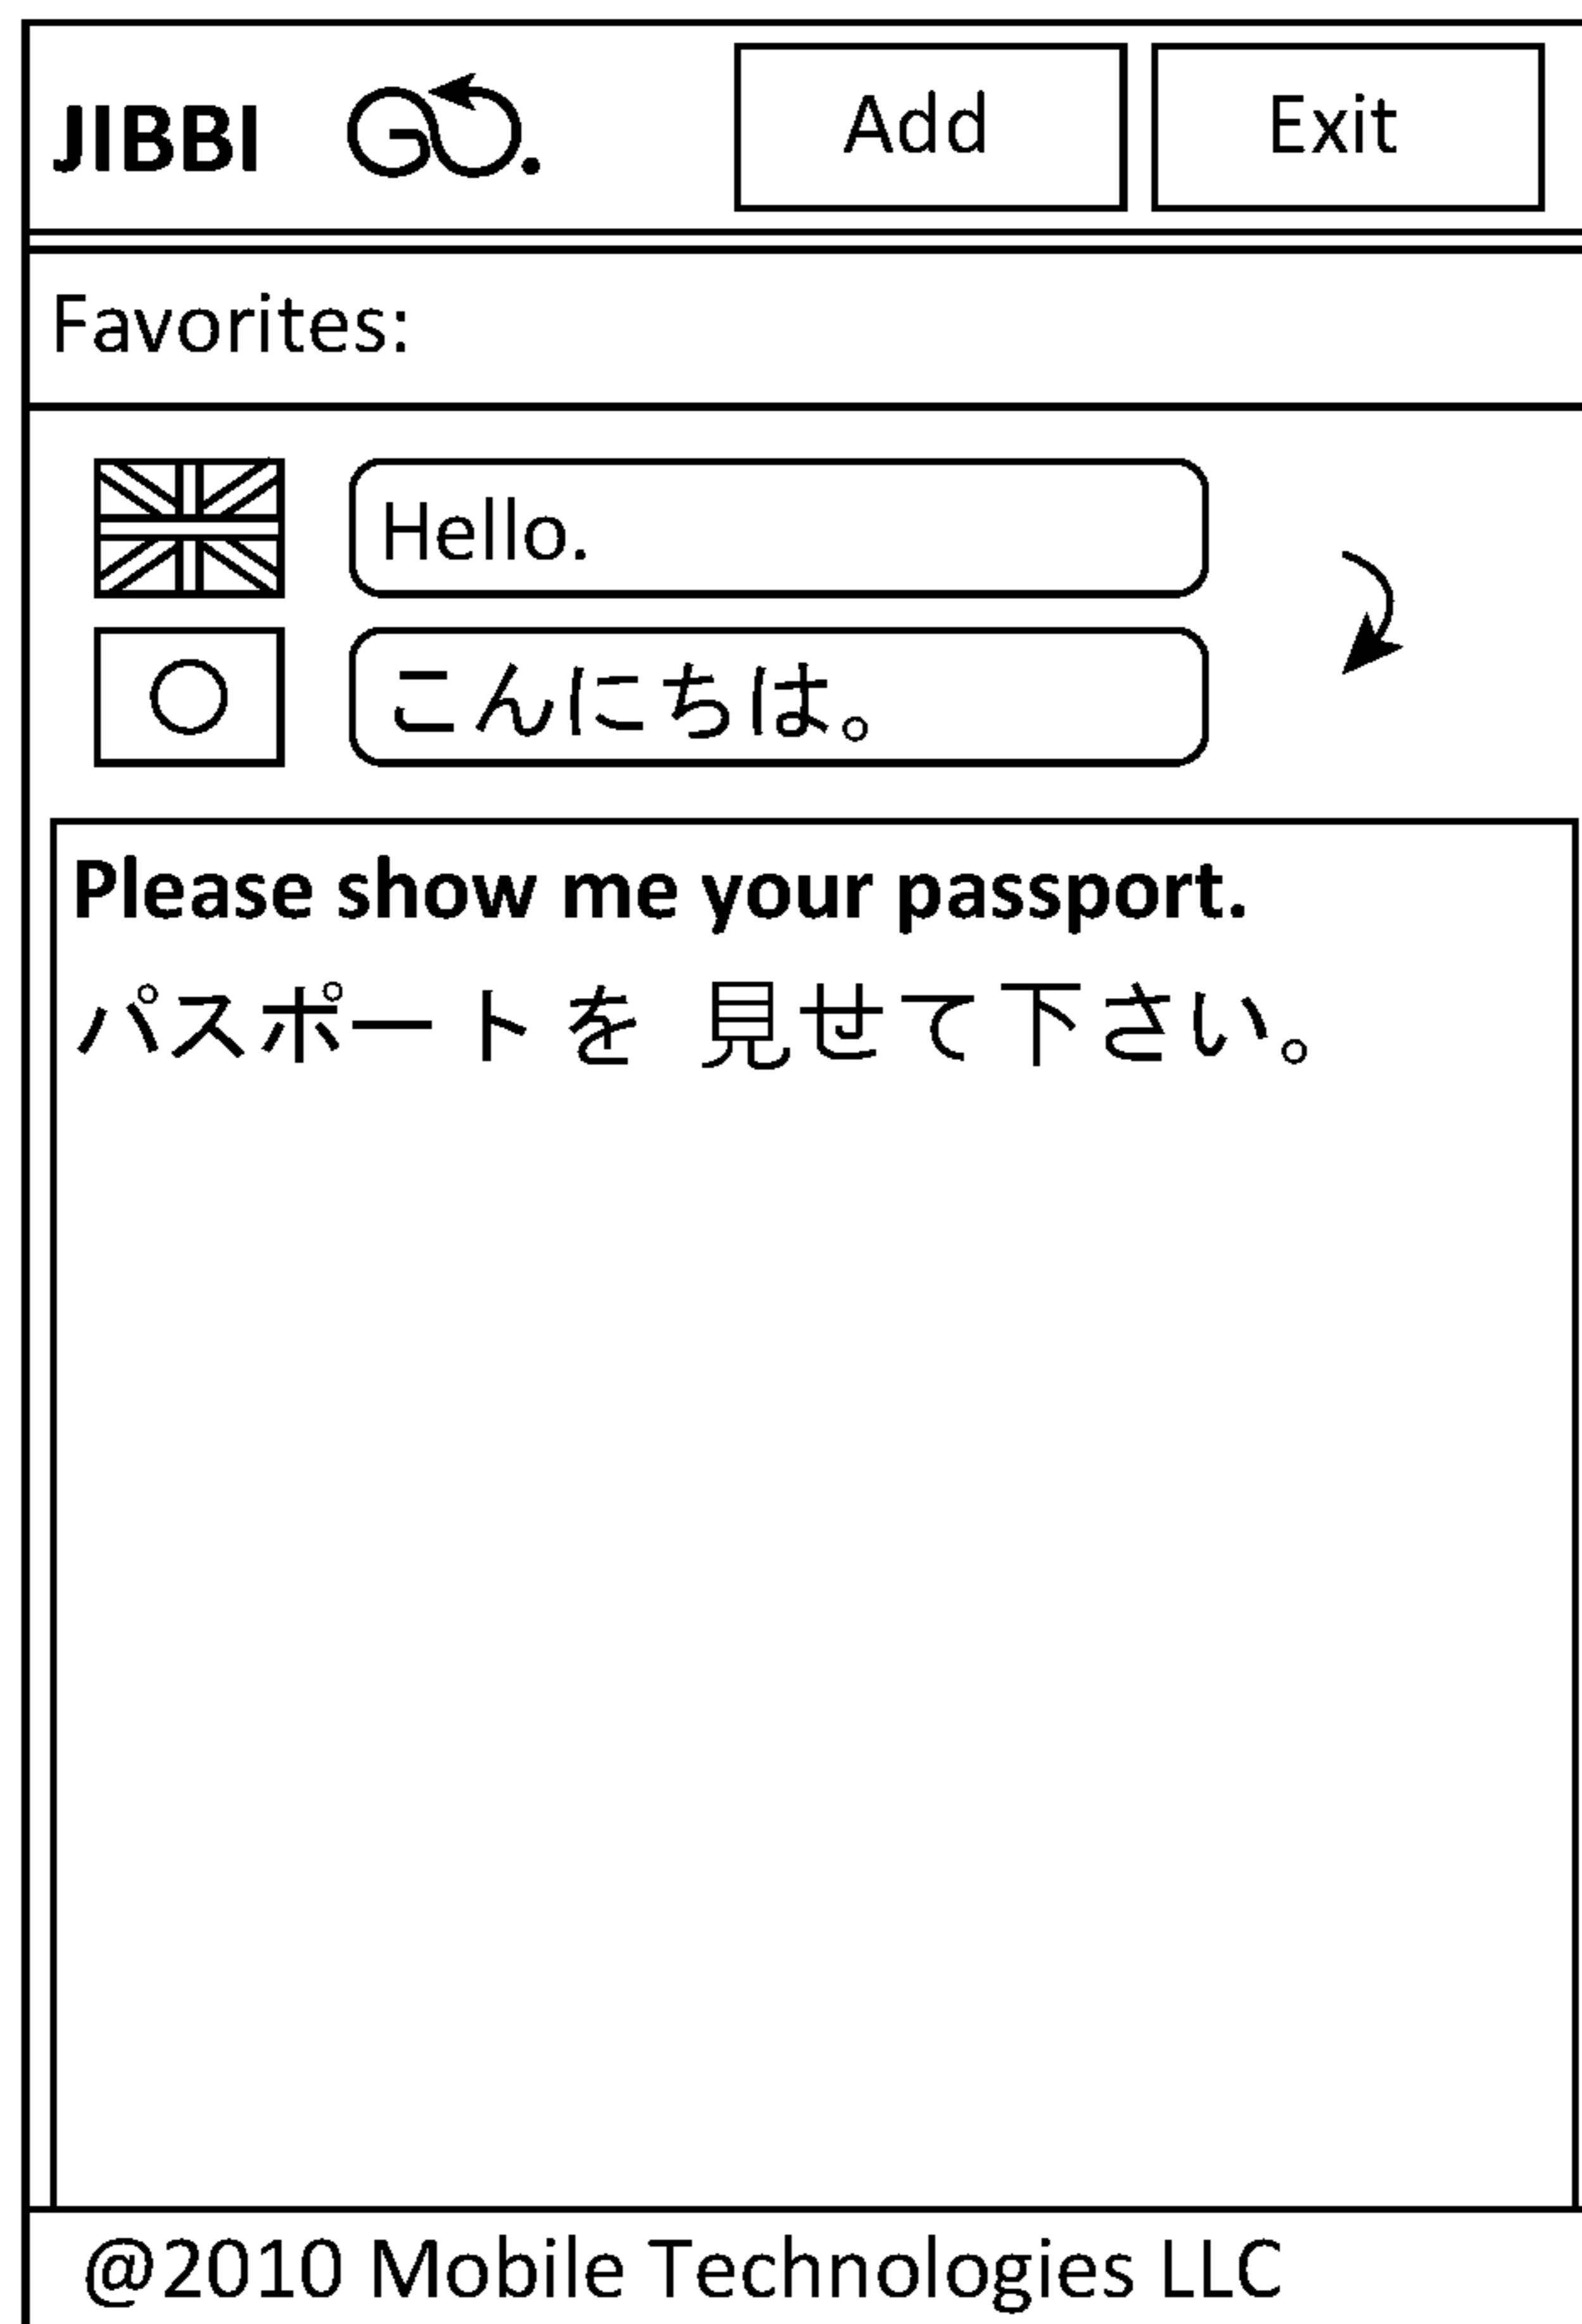 JIBBI GO. Add Exit
Favorites:
Hello.
こんにちは。
Please show me your passport.
パスポート を 見せて下さい。
@2010 Mobile Technologies LLC